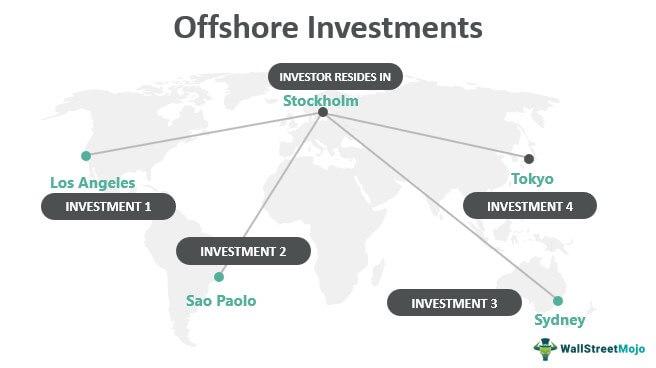 Offshore Investments
INVESTOR RESIDES IN
Stockholm
Los Angeles
INVESTMENT 1
Tokyo
INVESTMENT 4
INVESTMENT 2
Sao Paolo
INVESTMENT 3
Sydney
WallStreetMojo